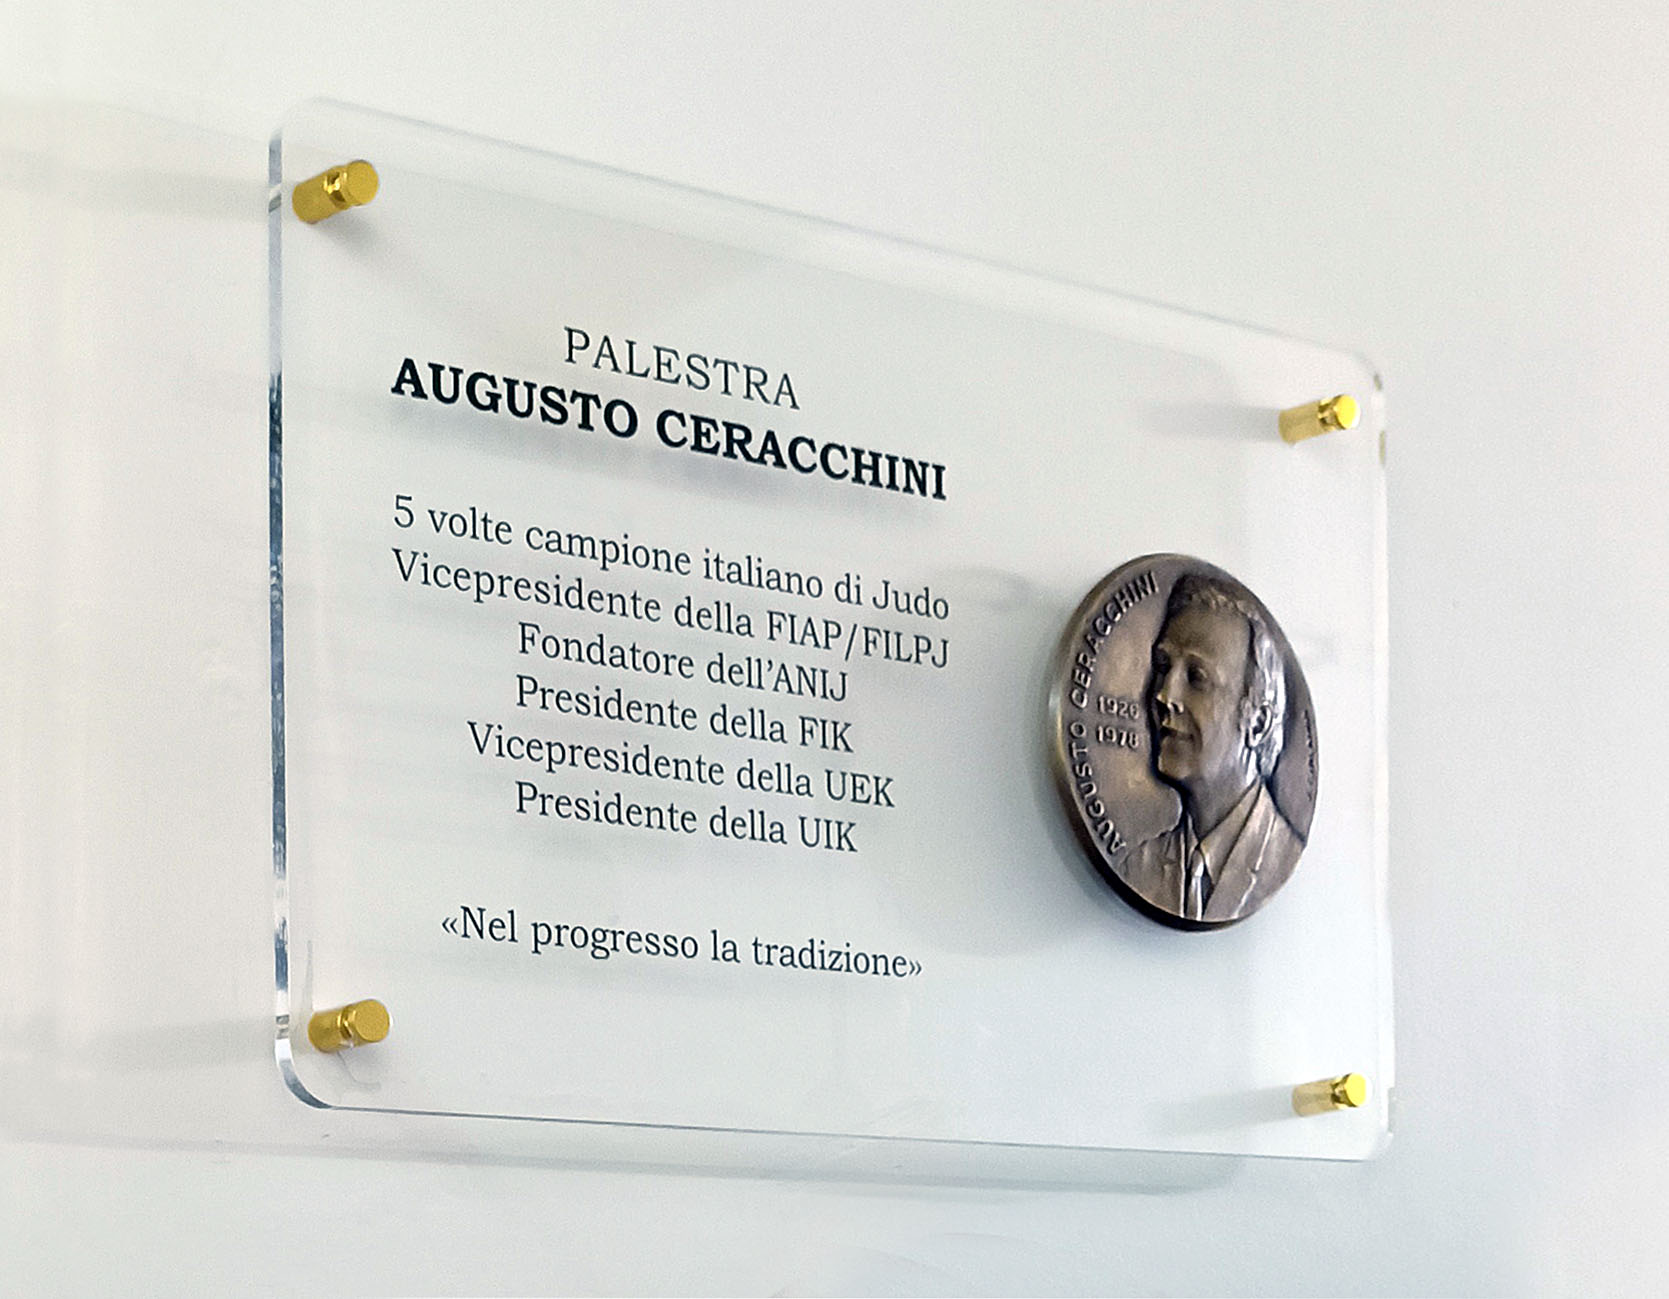 PALESTRA
AUGUSTO CERACCHINI
5 volte campione italiano di Judo
Vicepresidente della FIAP/FILPJ
Fondatore dell’ANIJ
Presidente della FIK
Vicepresidente della UEK
Presidente della UIK
«Nel progresso la tradizione»
AUGUSTO CERACCHINI
1920
1978